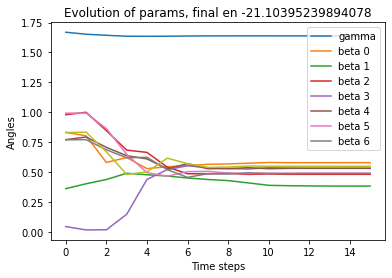 Evolution of params, final en -21.10395239894078
1.75
1.50
1.25
1.00
0.75
0.50
0.25
0.00
Angles
gamma
beta 0
beta 1
beta 2
beta 3
beta 4
beta 5
beta 6
0 2 4 6 8 10 12 14
Time steps